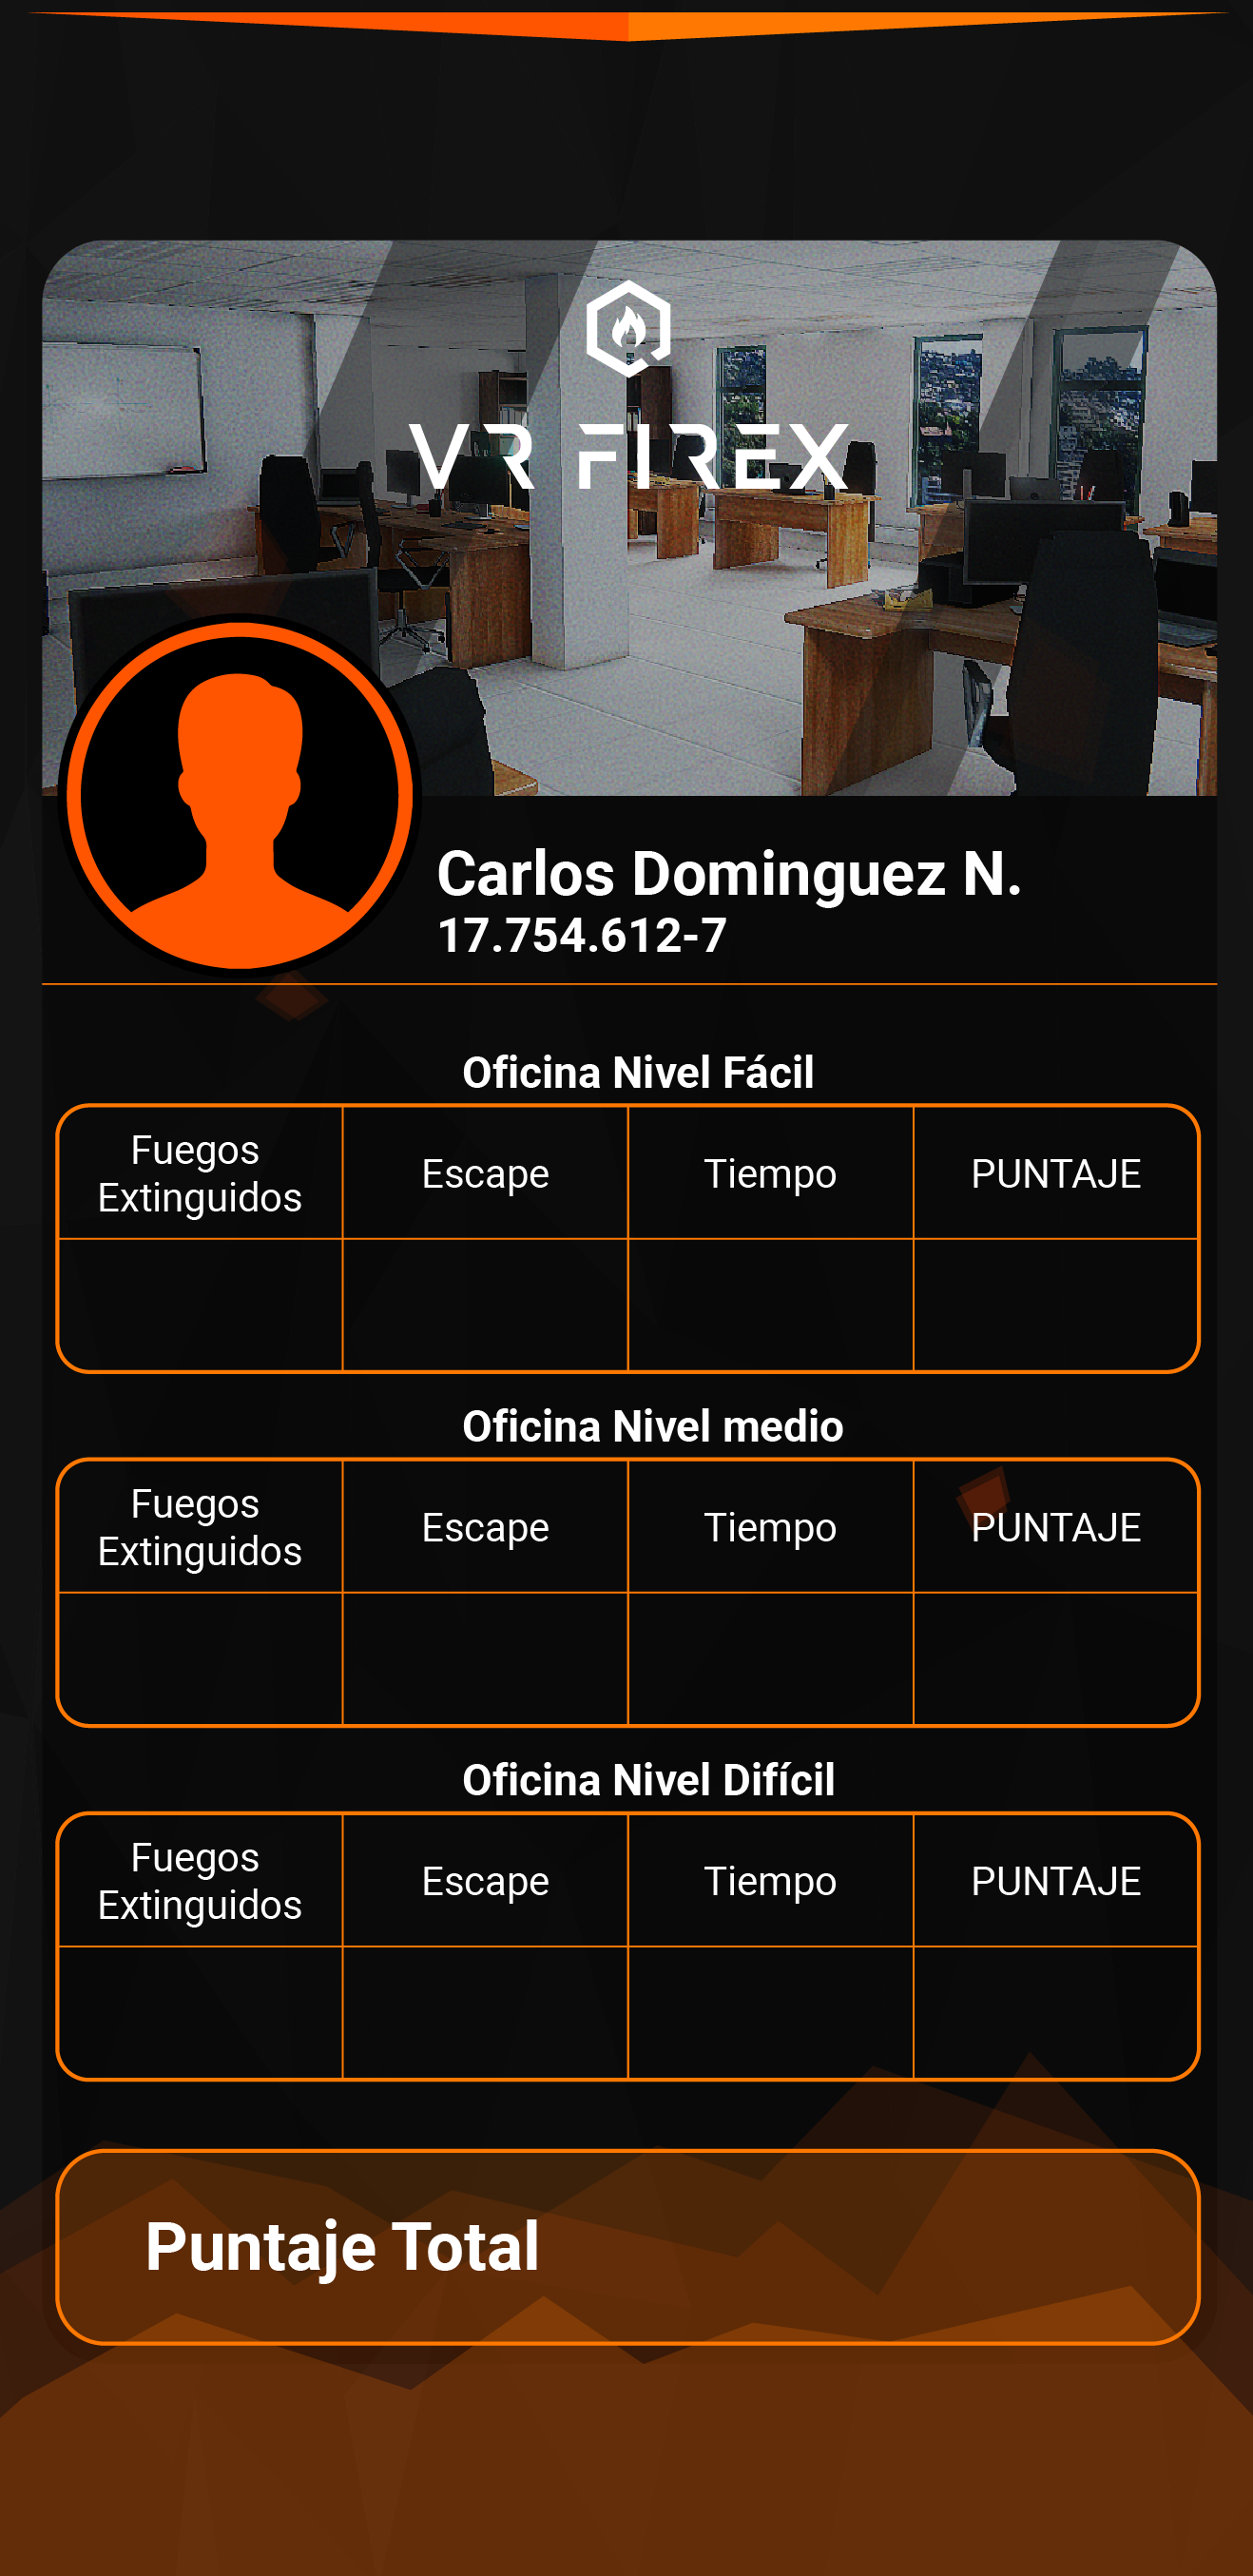 VR FIREX
Carlos Dominguez N.
17.754.612-7
Oficina Nivel Fácil
Fuegos
Extinguidos
Escape
Tiempo
PUNTAJE
Oficina Nivel medio
Fuegos
Extinguidos
Escape
Tiempo
PUNTAJE
Oficina Nivel Difícil
Fuegos
Extinguidos
Escape
Tiempo
PUNTAJE
Puntaje Total